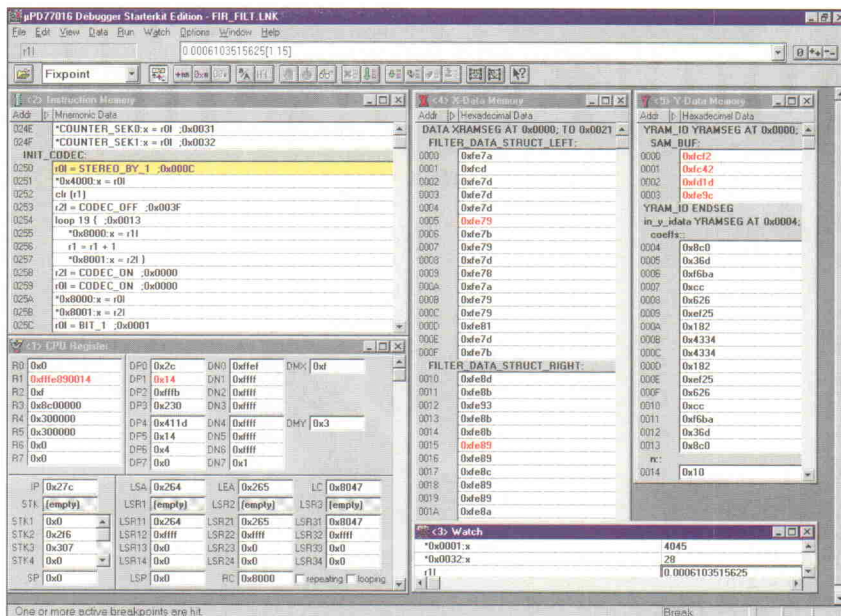 µPD77016 Debugger Starterkit Edition - FIR_FILT.LNK
File Edit View Data Run Watch Options Window Help
r1l 0.0006103515625[1.15]
Fixpoint
<2> Instruction Memory
Addr Mnemonic Data
024E *COUNTER_SEK0:x = r0l ;0x0031
024F *COUNTER_SEK1:x = r0l ;0x0032
INIT_CODEC:
0250 r0l = STEREO_BY_1 ;0x000C
0251 *0x4000:x = r0l
0252 clr (r1)
0253 r2l = CODEC_OFF ;0x003F
0254 loop 19 { ;0x0013
0255 *0x8000:x = r1l
0256 r1 = r1 + 1
0257 *0x8001:x = r2l }
0258 r2l = CODEC_ON ;0x0000
0259 r0l = CODEC_ON ;0x0000
025A *0x8000:x = r0l
025B *0x8001:x = r2l
025C r0l = BIT_1 ;0x0001
<1> CPU Register
R0 0x0 DP0 0x2c DN0 0xffef DMX 0xf
R1 0xdffe890014 DP1 0x14 DN1 0xffff
R2 0xf DP2 0xfffb DN2 0xffff
R3 0x8c00000 DP3 0x230 DN3 0xffff
R4 0x300000 DP4 0x411d DN4 0xffff DMY 0x3
R5 0x300000 DP5 0x14 DN5 0xffff
R6 0x0 DP6 0x4 DN6 0xffff
R7 0x0 DP7 0x0 DN7 0x1
IP 0x27c LSA 0x264 LEA 0x265 LC 0x8047
STK (empty) LSR1 (empty) LSR2 (empty) LSR3 (empty)
STK1 0x0 LSR11 0x264 LSR21 0x265 LSR31 0x8047
STK2 0x2f6 LSR12 0xffff LSR22 0xffff LSR32 0xffff
STK3 0x307 LSR13 0x0 LSR23 0x0 LSR33 0x0
STK4 0x0 LSR14 0x0 LSR24 0x0 LSR34 0x0
SP 0x0 LSP 0x0 RC 0x8000 repeating looping
<4> X-Data Memory
Addr Hexadecimal Data
DATA XRAMSEG AT 0x0000; TO 0x0021
FILTER_DATA_STRUCT_LEFT:
0000 0xfe7a
0001 0xfcd
0002 0xfe7d
0003 0xfe7d
0004 0xfe7d
0005 0xfe79
0006 0xfe7b
0007 0xfe79
0008 0xfe7d
0009 0xfe78
000A 0xfe7a
000B 0xfe79
000C 0xfe79
000D 0xfe81
000E 0xfe7d
000F 0xfe7b
FILTER_DATA_STRUCT_RIGHT:
0010 0xfe8d
0011 0xfe8b
0012 0xfe93
0013 0xfe8b
0014 0xfe8b
0015 0xfe89
0016 0xfe89
0017 0xfe8c
0018 0xfe89
0019 0xfe89
001A 0xfe8a
<5> Y-Data Memory
Addr Hexadecimal Data
YRAM_IO YRAMSEG AT 0x0000;
SAM_BUF:
0000 0xfcf2
0001 0xfc42
0002 0xfd1d
0003 0xfe9c
YRAM_IO ENDSEG
in_y_idata YRAMSEG AT 0x0004;
coeffs::
0004 0x8c0
0005 0x36d
0006 0xf6ba
0007 0xcc
0008 0x626
0009 0xef25
000A 0x182
000B 0x4334
000C 0x4334
000D 0x182
000E 0xef25
000F 0x626
0010 0xcc
0011 0xf6ba
0012 0x36d
0013 0x8c0
n::
0014 0x10
<3> Watch
*0x0001:x 4045
*0x0032:x 28
r1l 0.0006103515625
One or more active breakpoints are hit. Break